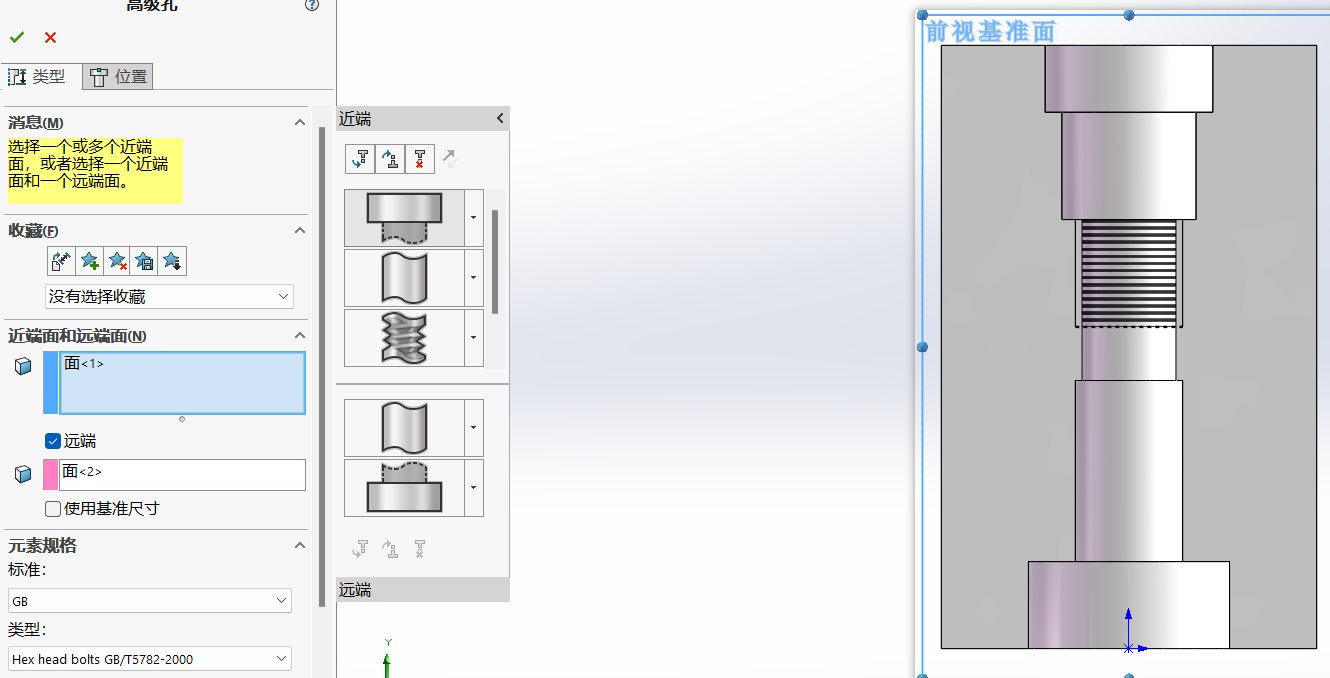 高级孔
类型
位置
消息(M)
选择一个或多个近端
面，或者选择一个近端
面和一个远端面。
收藏(F)
没有选择收藏
近端面和远端面(N)
面<1>
远端
面<2>
使用基准尺寸
元素规格
标准：
GB
类型：
Hex head bolts GB/T5782-2000
近端
远端
Y
前视基准面